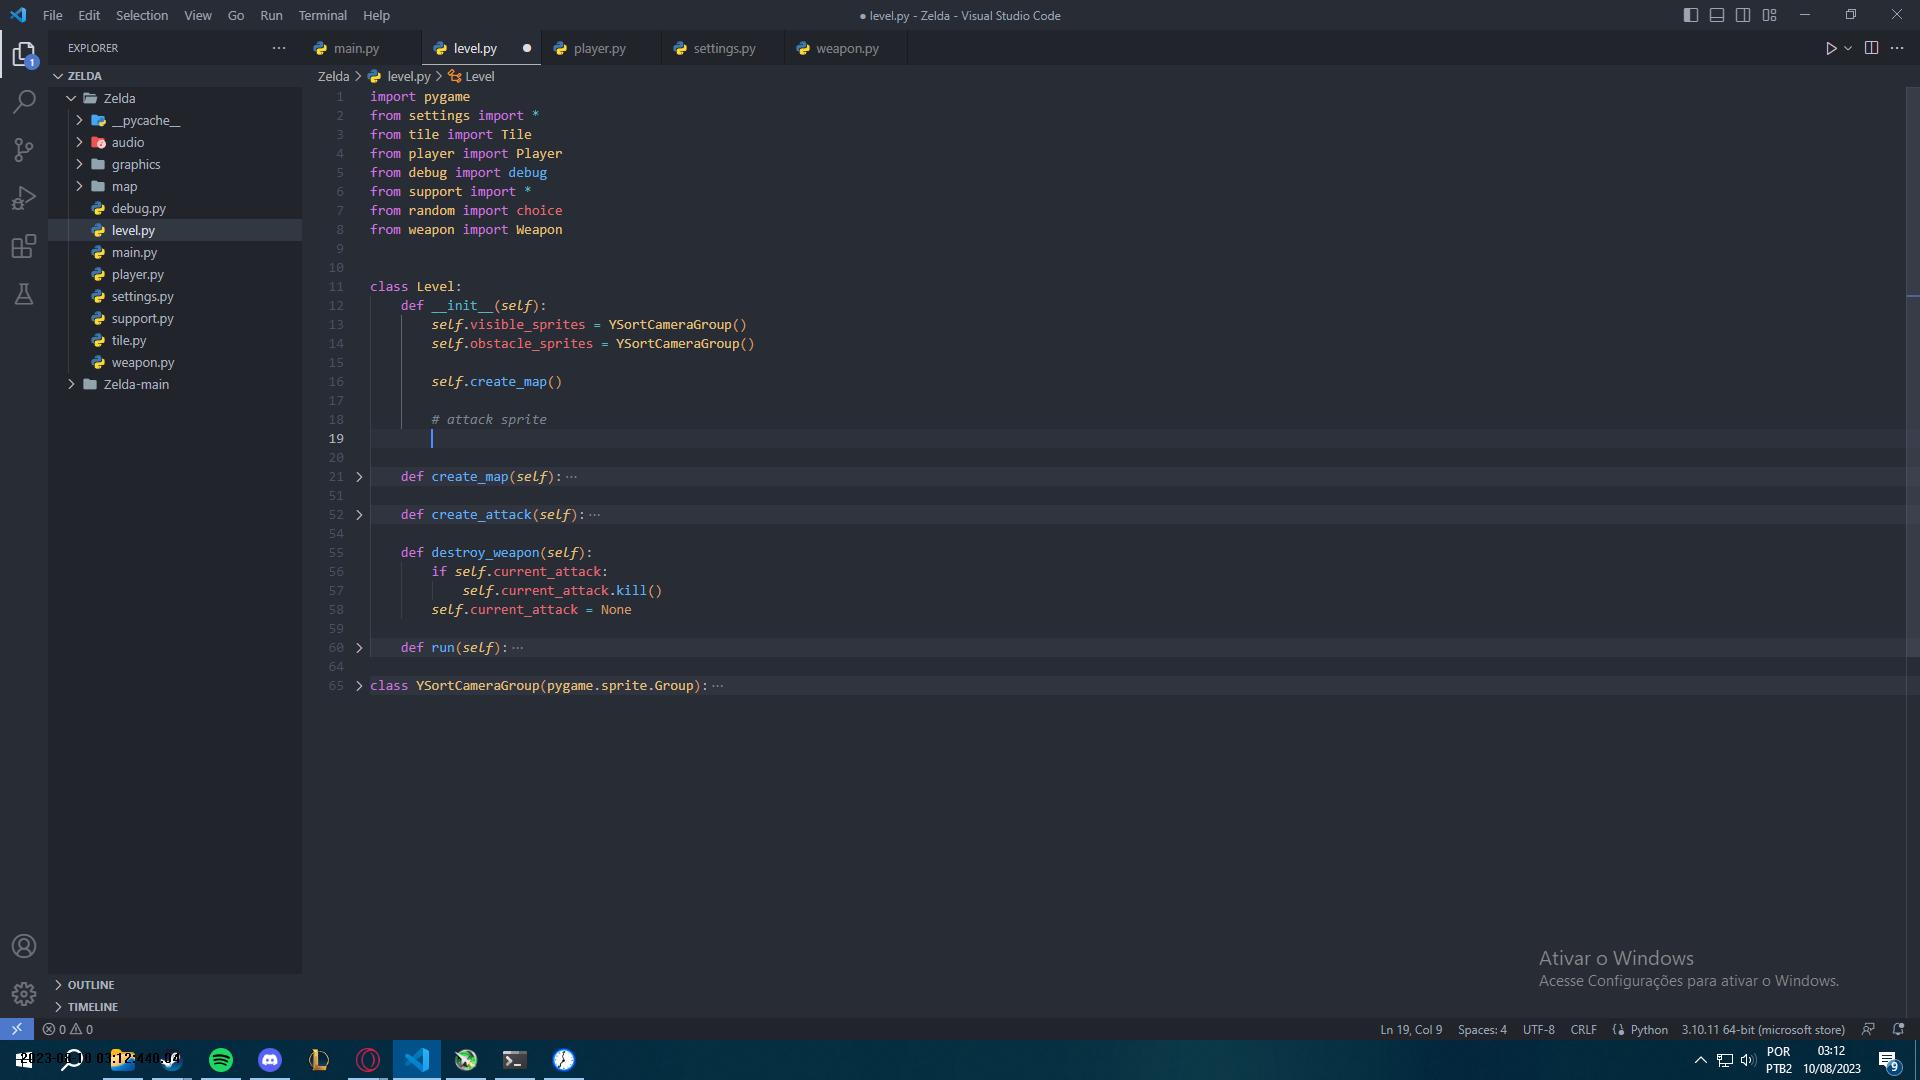 File Edit Selection View Go Run Terminal Help
● level.py - Zelda - Visual Studio Code
EXPLORER
main.py
level.py
player.py
settings.py
weapon.py
1
ZELDA
Zelda > level.py > Level
Zelda
__pycache__
audio
graphics
map
debug.py
level.py
main.py
player.py
settings.py
support.py
tile.py
weapon.py
Zelda-main
1 import pygame
2 from settings import *
3 from tile import Tile
4 from player import Player
5 from debug import debug
6 from support import *
7 from random import choice
8 from weapon import Weapon
9
10
11 class Level:
12 def __init__(self):
13 self.visible_sprites = YSortCameraGroup()
14 self.obstacle_sprites = YSortCameraGroup()
15
16 self.create_map()
17
18 # attack sprite
19
20
21 def create_map(self): ···
51
52 def create_attack(self): ···
54
55 def destroy_weapon(self):
56 if self.current_attack:
57 self.current_attack.kill()
58 self.current_attack = None
59
60 def run(self): ···
64
65 class YSortCameraGroup(pygame.sprite.Group): ···
Ativar o Windows
Acesse Configurações para ativar o Windows.
OUTLINE
TIMELINE
0 0
Ln 19, Col 9 Spaces: 4 UTF-8 CRLF Python 3.10.11 64-bit (microsoft store)
POR
PTB2
03:12
10/08/2023
9